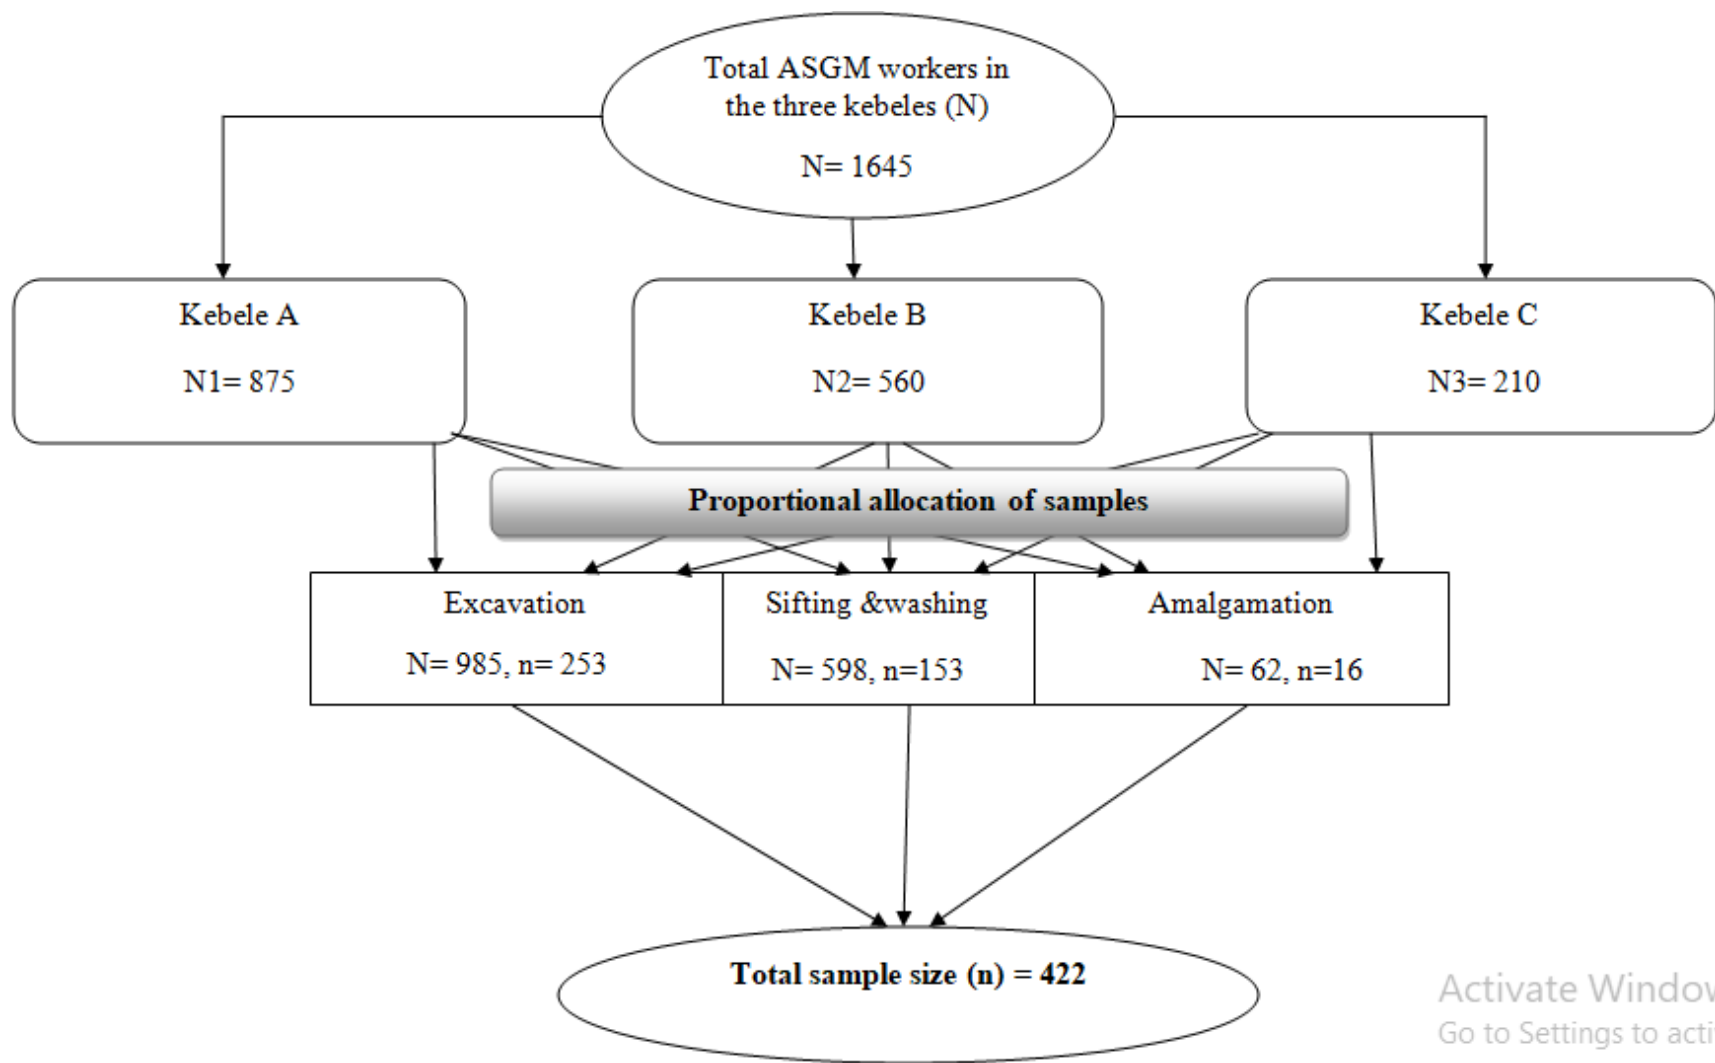 Total ASGM workers in
the three kebeles (N)
N= 1645
Kebele A
N1= 875
Kebele B
N2= 560
Kebele C
N3= 210
Proportional allocation of samples
Excavation
N= 985, n= 253
Sifting &washing
N= 598, n=153
Amalgamation
N= 62, n=16
Total sample size (n) = 422
Activate Window
Go to Settings to acti